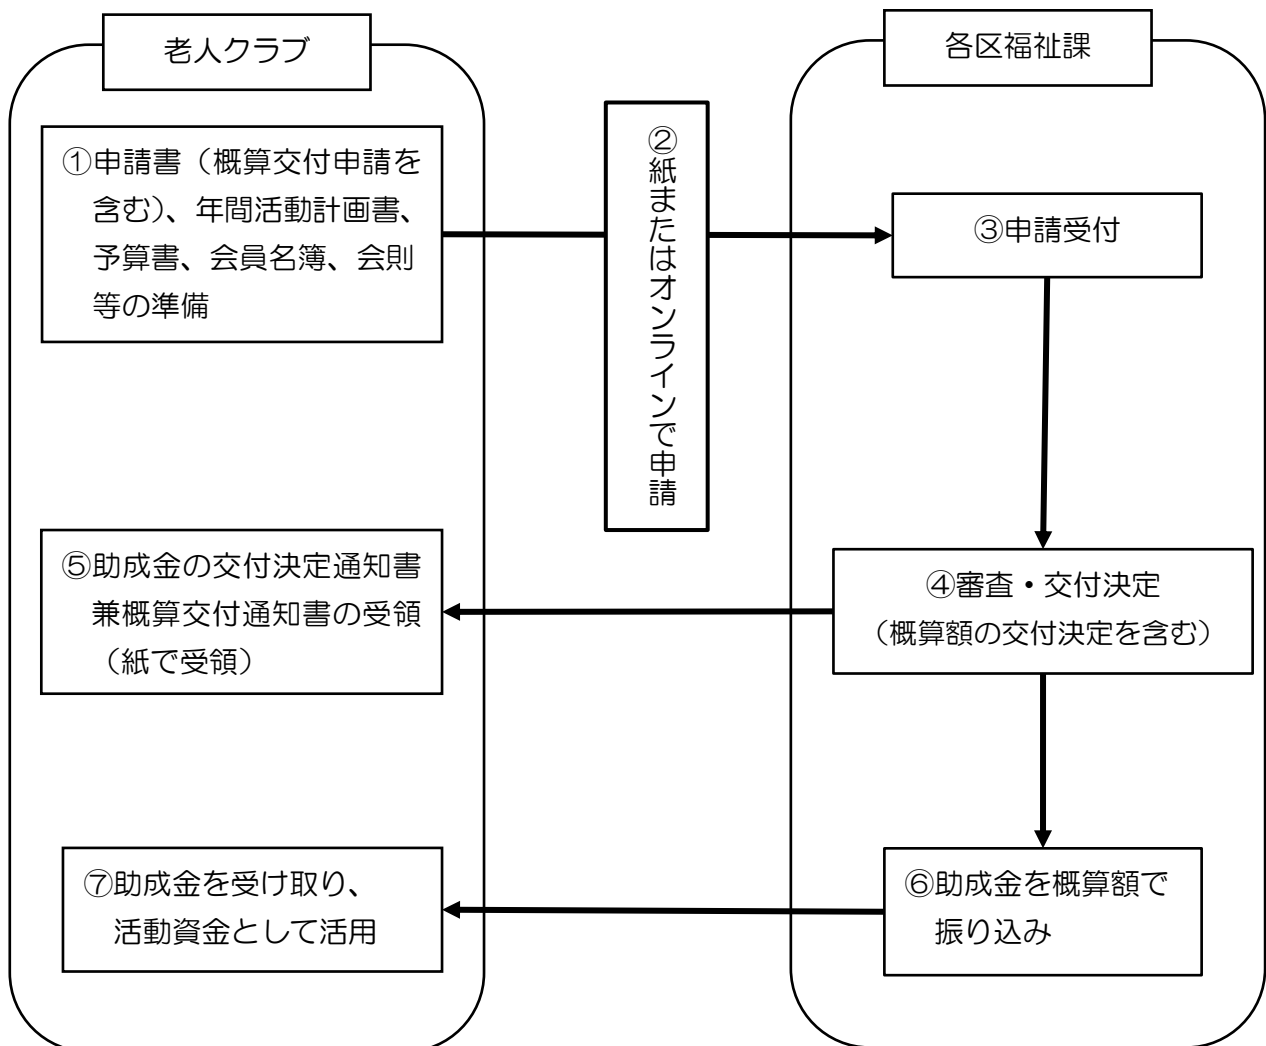 老人クラブ
各区福祉課
①申請書（概算交付申請を
含む）、年間活動計画書、
予算書、会員名簿、会則
等の準備
②紙またはオンラインで申請
③申請受付
④審査・交付決定
（概算額の交付決定を含む）
⑤助成金の交付決定通知書
兼概算交付通知書の受領
（紙で受領）
⑥助成金を概算額で
振り込み
⑦助成金を受け取り、
活動資金として活用